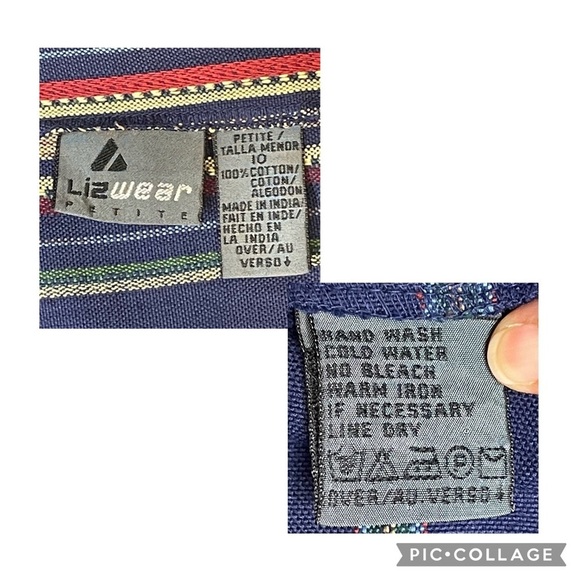 Lizwear
PETITE
PETITE/
TALLA MENOR
10
100% COTTON/
COTON/
ALGODON
MADE IN INDIA/
FAIT EN INDE/
HECHO EN
LA INDIA
OVER/AU
VERSO↓
HAND WASH
COLD WATER
NO BLEACH
WARM IRON
IF NECESSARY
LINE DRY
P
OVER/AU VERSO↓
PIC•COLLAGE